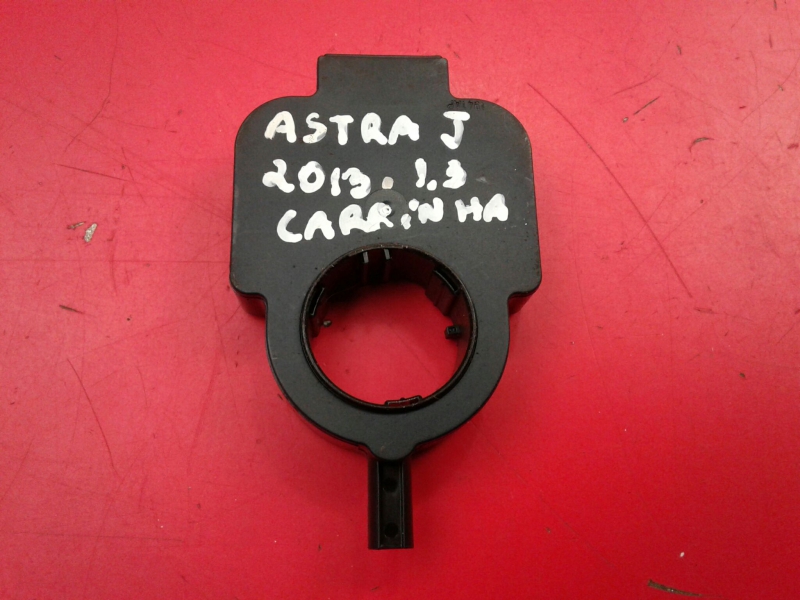 ASTRA J
2013. 1.3
CARRiNHA